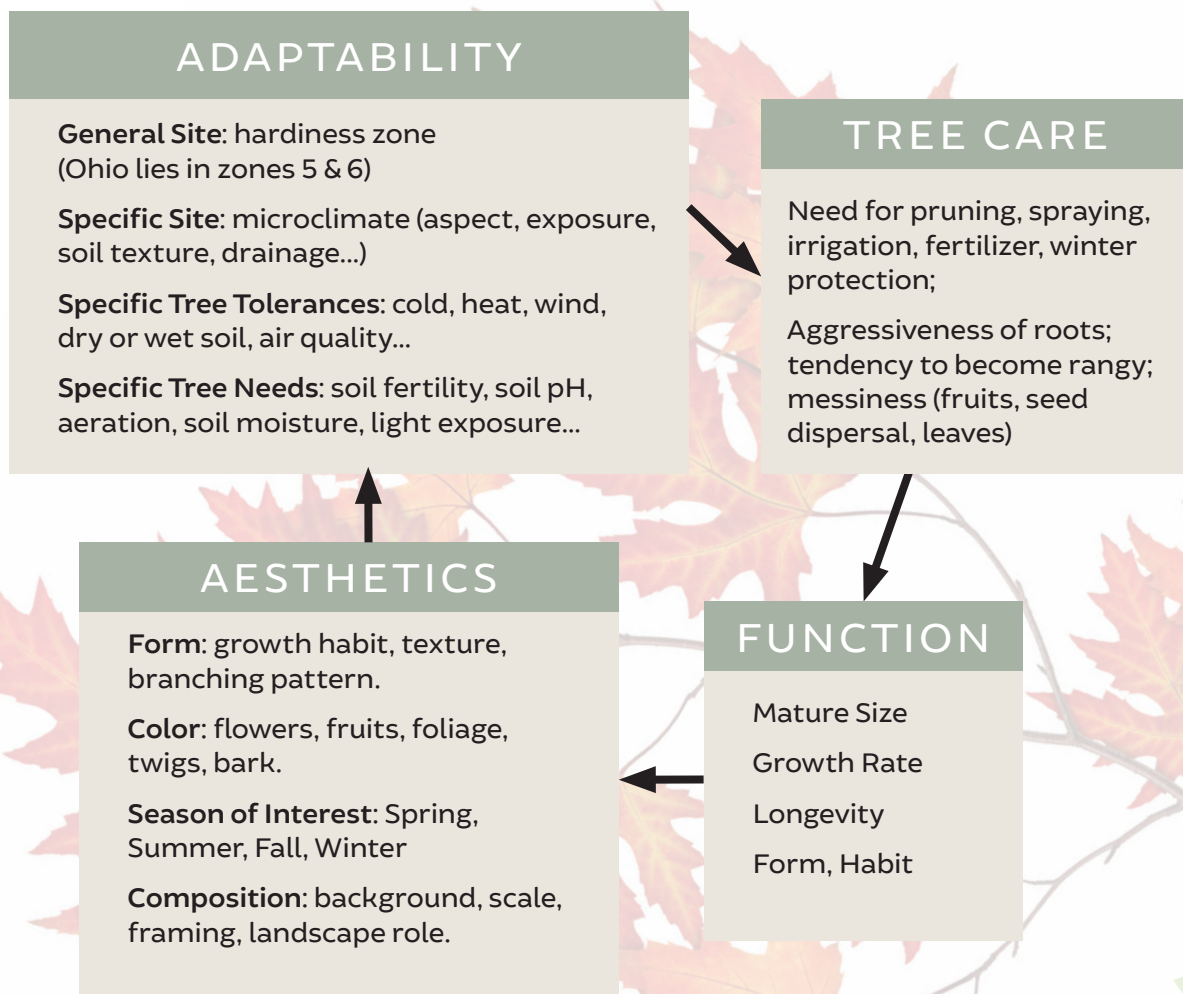 ADAPTABILITY
General Site: hardiness zone
(Ohio lies in zones 5 & 6)
Specific Site: microclimate (aspect, exposure,
soil texture, drainage...)
Specific Tree Tolerances: cold, heat, wind,
dry or wet soil, air quality...
Specific Tree Needs: soil fertility, soil pH,
aeration, soil moisture, light exposure...
TREE CARE
Need for pruning, spraying,
irrigation, fertilizer, winter
protection;
Aggressiveness of roots;
tendency to become rangy;
messiness (fruits, seed
dispersal, leaves)
FUNCTION
Mature Size
Growth Rate
Longevity
Form, Habit
AESTHETICS
Form: growth habit, texture,
branching pattern.
Color: flowers, fruits, foliage,
twigs, bark.
Season of Interest: Spring,
Summer, Fall, Winter
Composition: background, scale,
framing, landscape role.